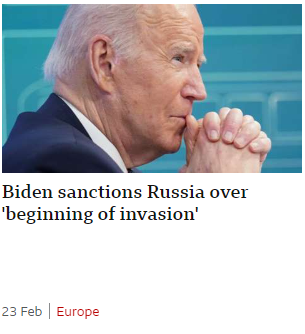 Biden sanctions Russia over
'beginning of invasion'
23 Feb | Europe